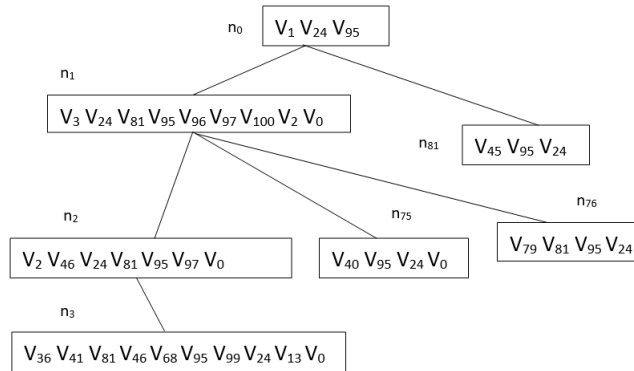 n₀
V₁ V₂₄ V₉₅
n₁
V₃ V₂₄ V₈₁ V₉₅ V₉₆ V₉₇ V₁₀₀ V₂ V₀
n₈₁
V₄₅ V₉₅ V₂₄
n₂
V₂ V₄₆ V₂₄ V₈₁ V₉₅ V₉₇ V₀
n₇₅
V₄₀ V₉₅ V₂₄ V₀
n₇₆
V₇₉ V₈₁ V₉₅ V₂₄
n₃
V₃₆ V₄₁ V₈₁ V₄₆ V₆₈ V₉₅ V₉₉ V₂₄ V₁₃ V₀